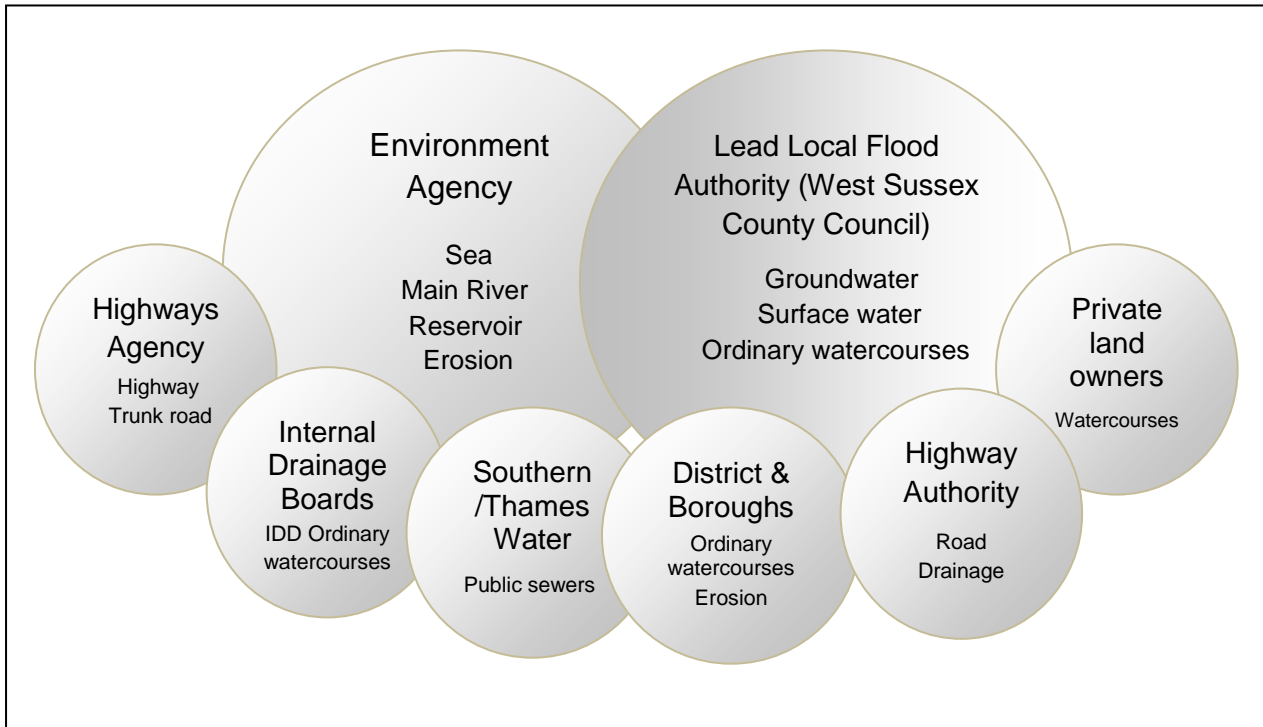 Environment
Agency
Sea
Main River
Reservoir
Erosion
Lead Local Flood
Authority (West Sussex
County Council)
Groundwater
Surface water
Ordinary watercourses
Highways
Agency
Highway
Trunk road
Internal
Drainage
Boards
IDD Ordinary
watercourses
Southern
/Thames
Water
Public sewers
District &
Boroughs
Ordinary
watercourses
Erosion
Highway
Authority
Road
Drainage
Private
land
owners
Watercourses